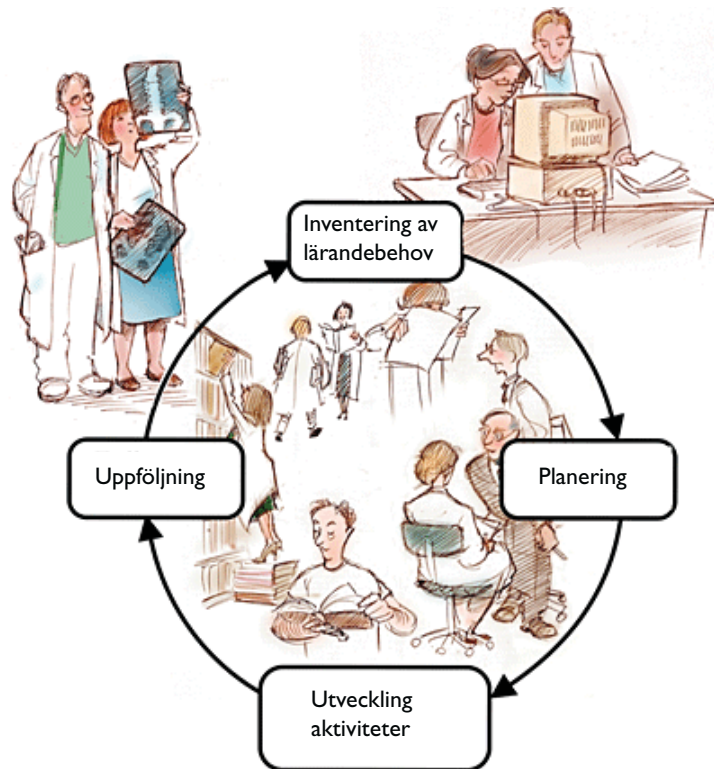 Inventering av
lärandebehov
Uppföljning
Planering
Utveckling
aktiviteter